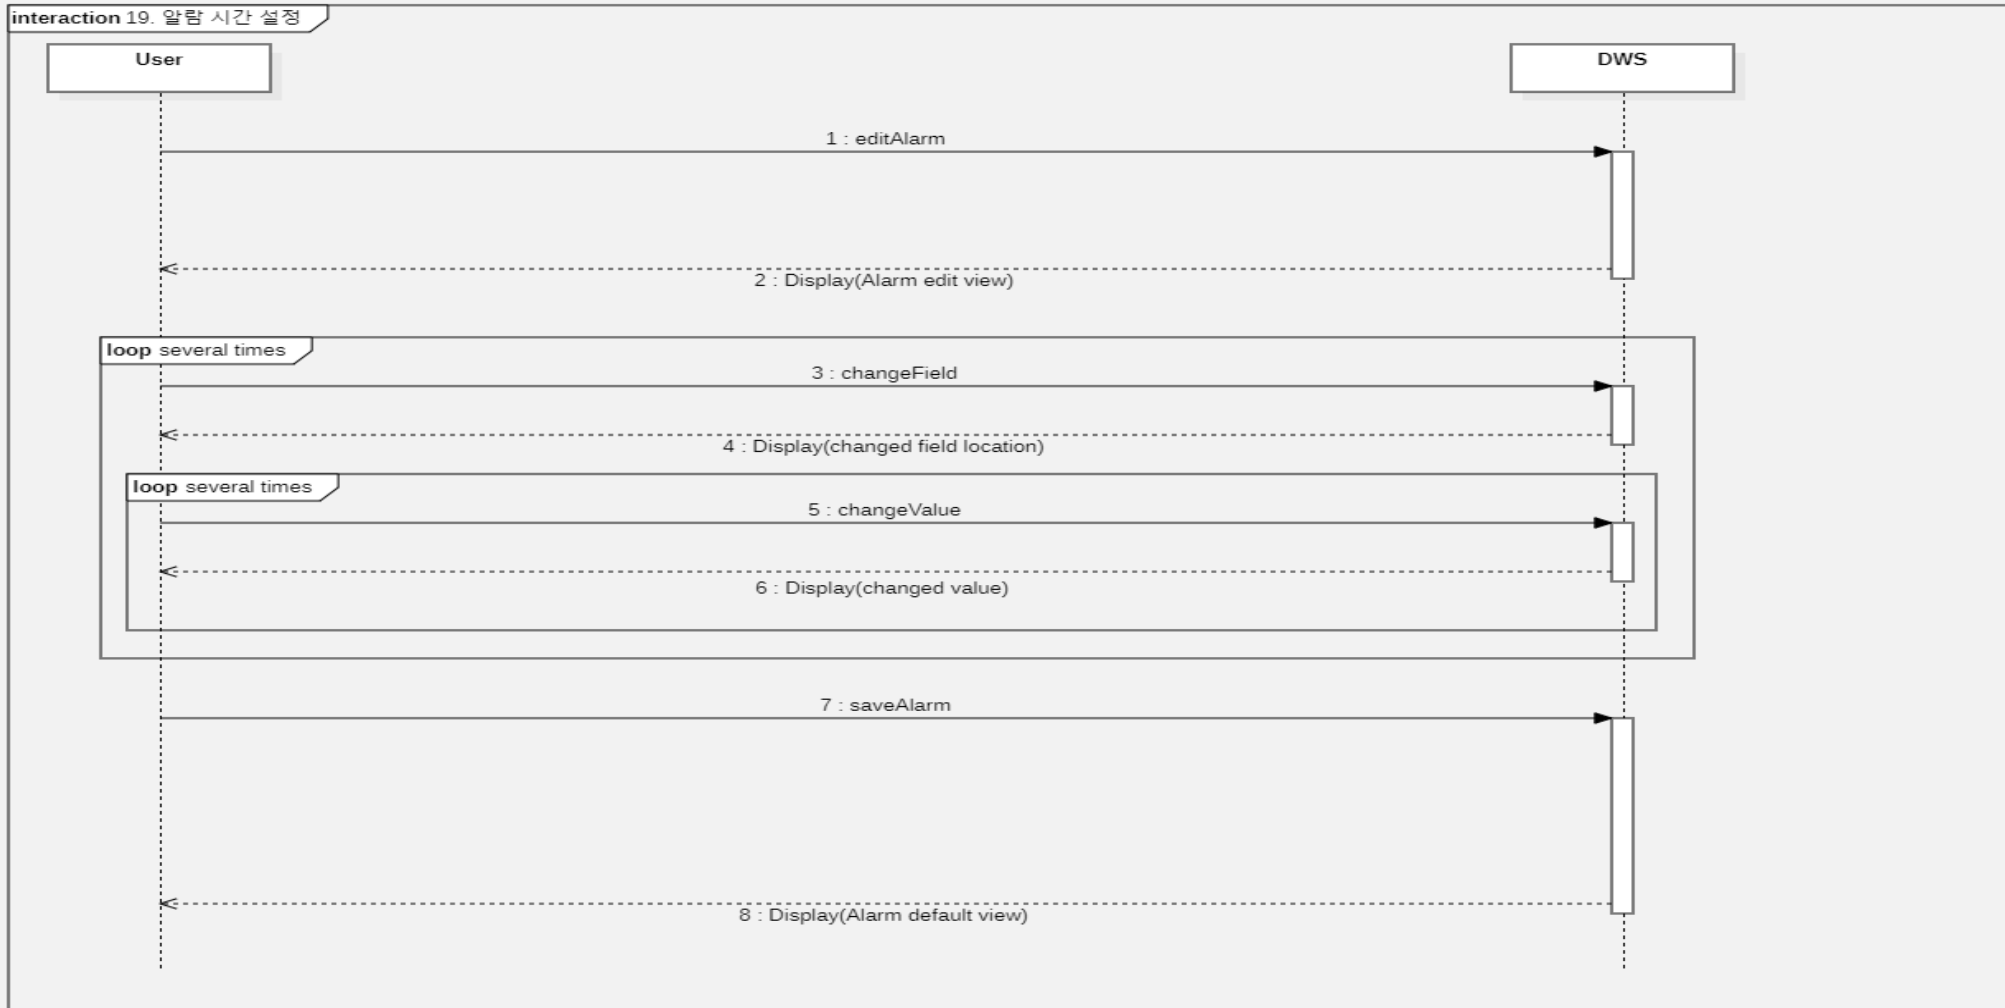 interaction 19. 알람 시간 설정
User
DWS
1 : editAlarm
2 : Display(Alarm edit view)
loop several times
3 : changeField
4 : Display(changed field location)
loop several times
5 : changeValue
6 : Display(changed value)
7 : saveAlarm
8 : Display(Alarm default view)